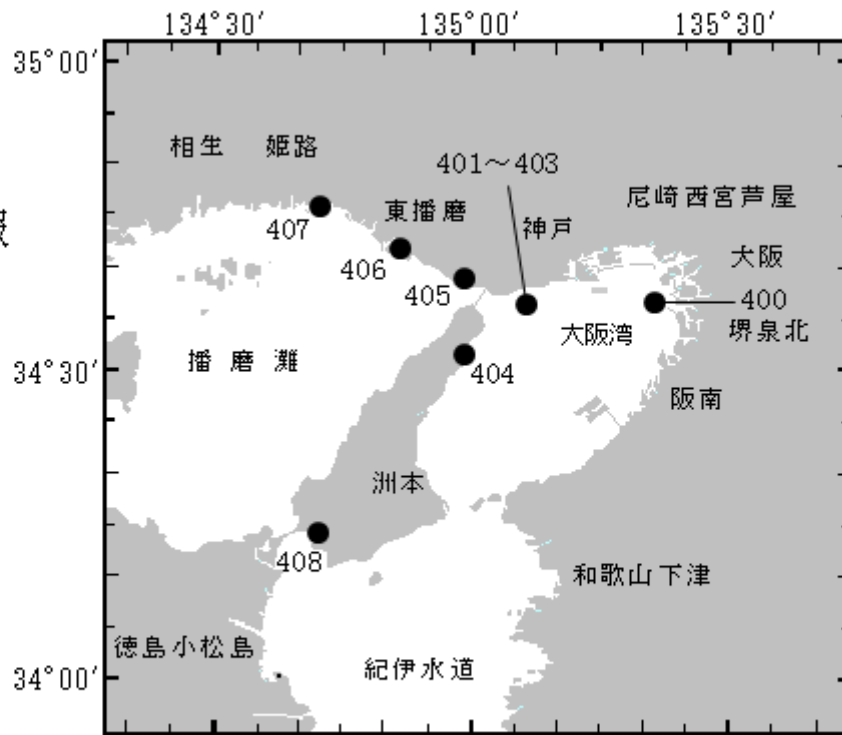 134°30′ 135°00′ 135°30′
35°00′
相生 姫路
401～403
尼崎西宮芦屋
407
東播磨
神戸
406
大阪
405
400
堺泉北
大阪湾
播磨灘
34°30′
404
阪南
洲本
408
和歌山下津
徳島小松島
紀伊水道
34°00′